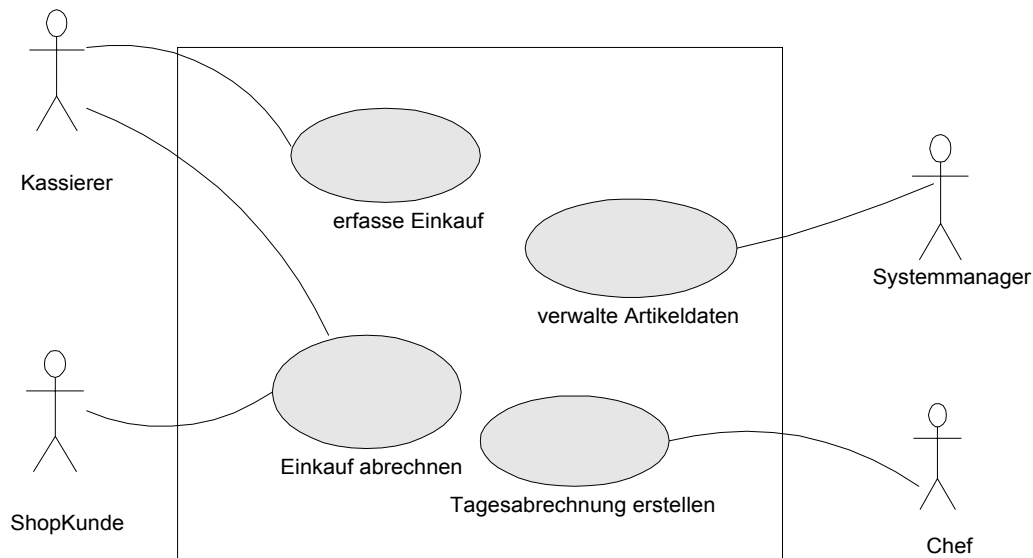 Kassierer
erfasse Einkauf
Systemmanager
verwalte Artikeldaten
Einkauf abrechnen
Tagesabrechnung erstellen
ShopKunde
Chef